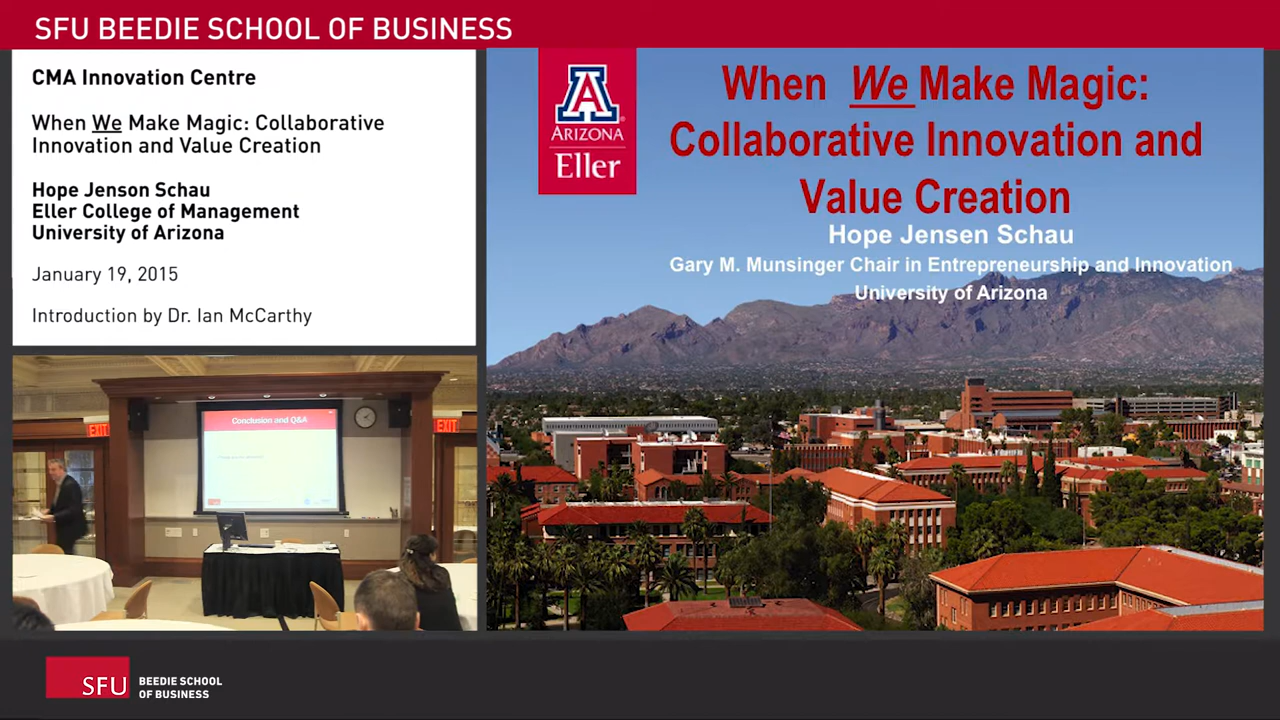 SFU BEEDIE SCHOOL OF BUSINESS
CMA Innovation Centre
When We Make Magic: Collaborative
Innovation and Value Creation
Hope Jenson Schau
Eller College of Management
University of Arizona
January 19, 2015
Introduction by Dr. Ian McCarthy
A
ARIZONA
Eller
When We Make Magic:
Collaborative Innovation and
Value Creation
Hope Jensen Schau
Gary M. Munsinger Chair in Entrepreneurship and Innovation
University of Arizona
EXIT
Conclusion and Q&A
EXIT
SFU
BEEDIE SCHOOL
OF BUSINESS